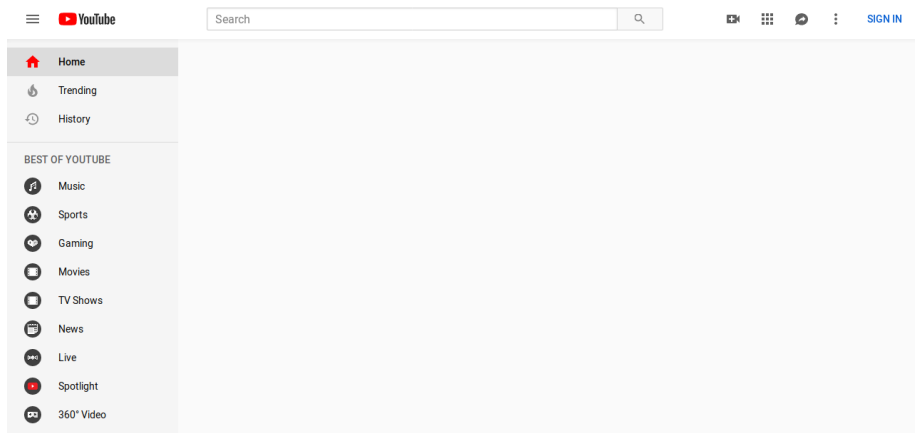 YouTube
Search
SIGN IN
Home
Trending
History
BEST OF YOUTUBE
Music
Sports
Gaming
Movies
TV Shows
News
Live
Spotlight
360° Video